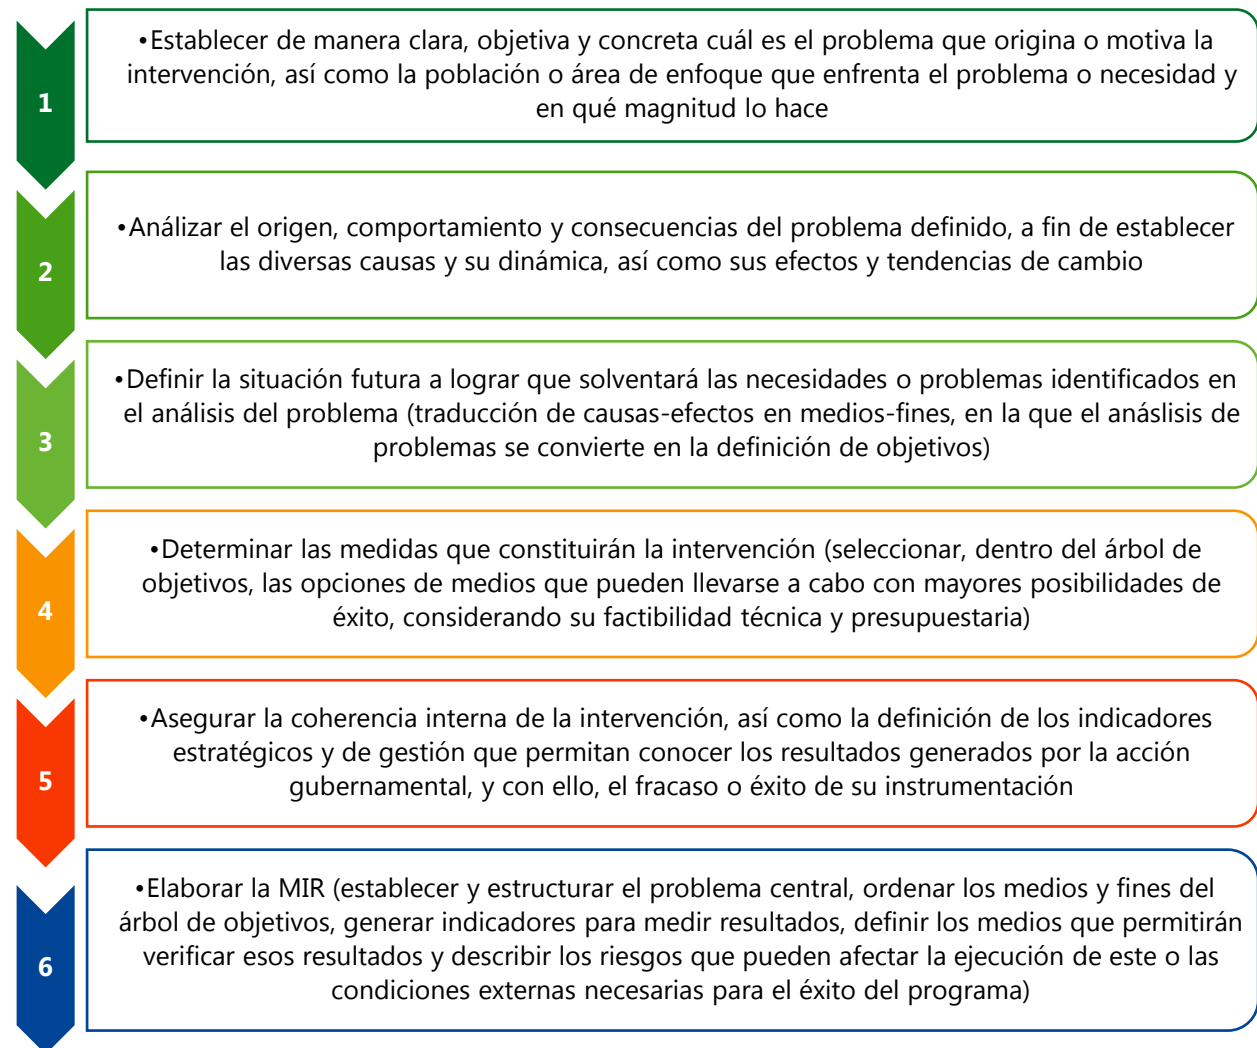 •Establecer de manera clara, objetiva y concreta cuál es el problema que origina o motiva la
intervención, así como la población o área de enfoque que enfrenta el problema o necesidad y
en qué magnitud lo hace
1
•Análizar el origen, comportamiento y consecuencias del problema definido, a fin de establecer
las diversas causas y su dinámica, así como sus efectos y tendencias de cambio
2
•Definir la situación futura a lograr que solventará las necesidades o problemas identificados en
el análisis del problema (traducción de causas-efectos en medios-fines, en la que el anáslisis de
problemas se convierte en la definición de objetivos)
3
•Determinar las medidas que constituirán la intervención (seleccionar, dentro del árbol de
objetivos, las opciones de medios que pueden llevarse a cabo con mayores posibilidades de
éxito, considerando su factibilidad técnica y presupuestaria)
4
•Asegurar la coherencia interna de la intervención, así como la definición de los indicadores
estratégicos y de gestión que permitan conocer los resultados generados por la acción
gubernamental, y con ello, el fracaso o éxito de su instrumentación
5
•Elaborar la MIR (establecer y estructurar el problema central, ordenar los medios y fines del
árbol de objetivos, generar indicadores para medir resultados, definir los medios que permitirán
verificar esos resultados y describir los riesgos que pueden afectar la ejecución de este o las
condiciones externas necesarias para el éxito del programa)
6